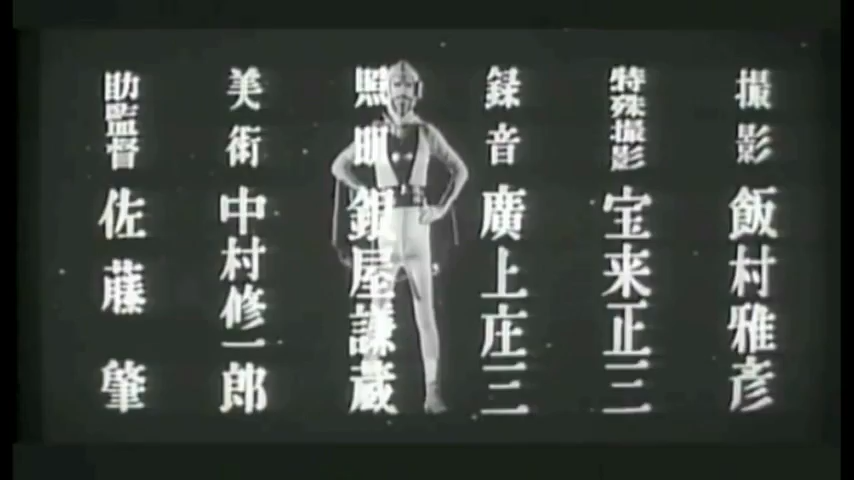 撮影 飯村雅彦
特殊撮影 宝来正三
録音 廣上庄三
照明 銀屋謙蔵
美術 中村修一郎
助監督 佐藤肇